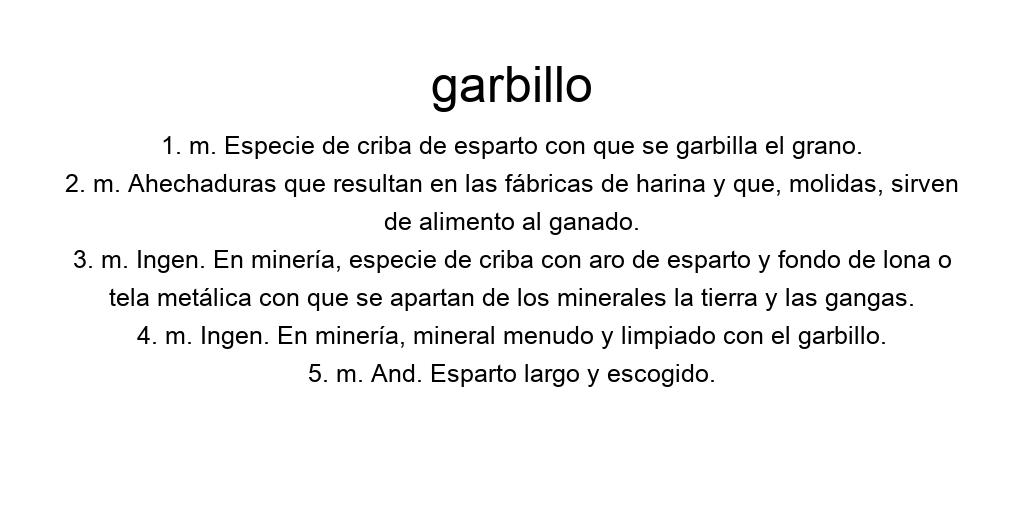 garbillo
1. m. Especie de criba de esparto con que se garbilla el grano.
2. m. Ahechaduras que resultan en las fábricas de harina y que, molidas, sirven
de alimento al ganado.
3. m. Ingen. En minería, especie de criba con aro de esparto y fondo de lona o
tela metálica con que se apartan de los minerales la tierra y las gangas.
4. m. Ingen. En minería, mineral menudo y limpiado con el garbillo.
5. m. And. Esparto largo y escogido.